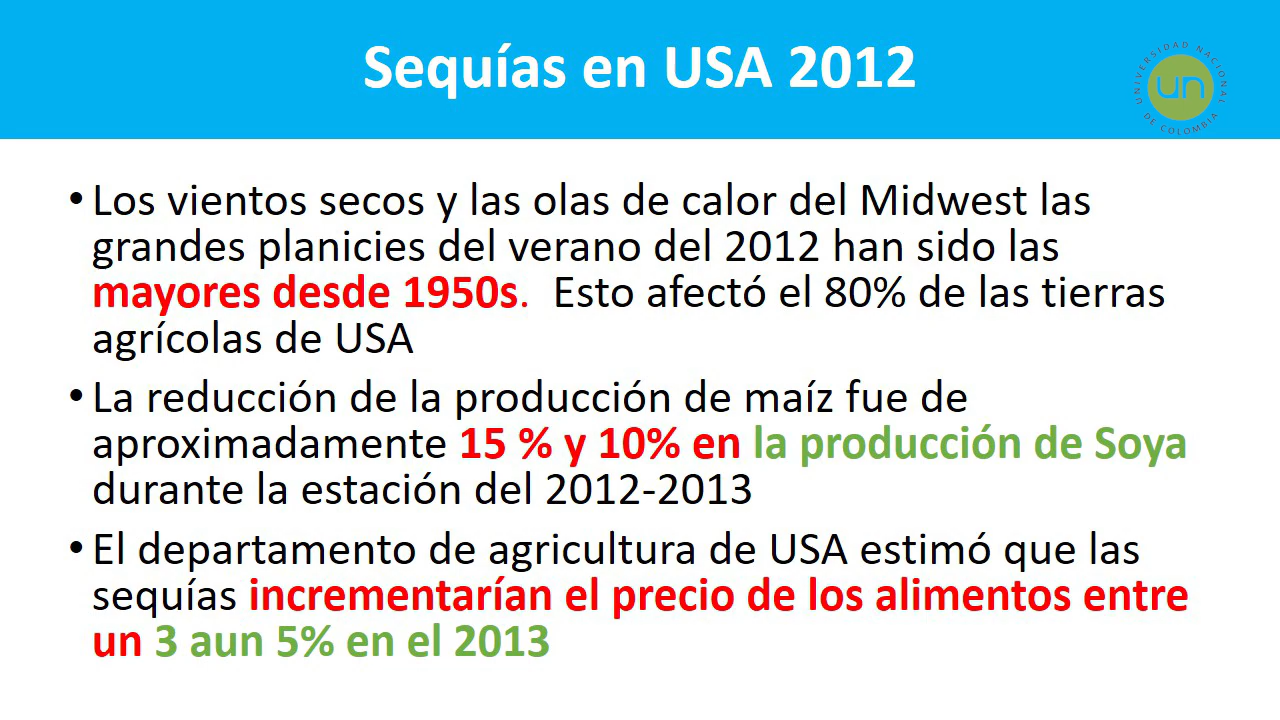 Sequías en USA 2012
UNIVERSIDAD NACIONAL
DE COLOMBIA
un
• Los vientos secos y las olas de calor del Midwest las
grandes planicies del verano del 2012 han sido las
mayores desde 1950s.  Esto afectó el 80% de las tierras
agrícolas de USA
• La reducción de la producción de maíz fue de
aproximadamente 15 % y 10% en la producción de Soya
durante la estación del 2012-2013
• El departamento de agricultura de USA estimó que las
sequías incrementarían el precio de los alimentos entre
un 3 aun 5% en el 2013